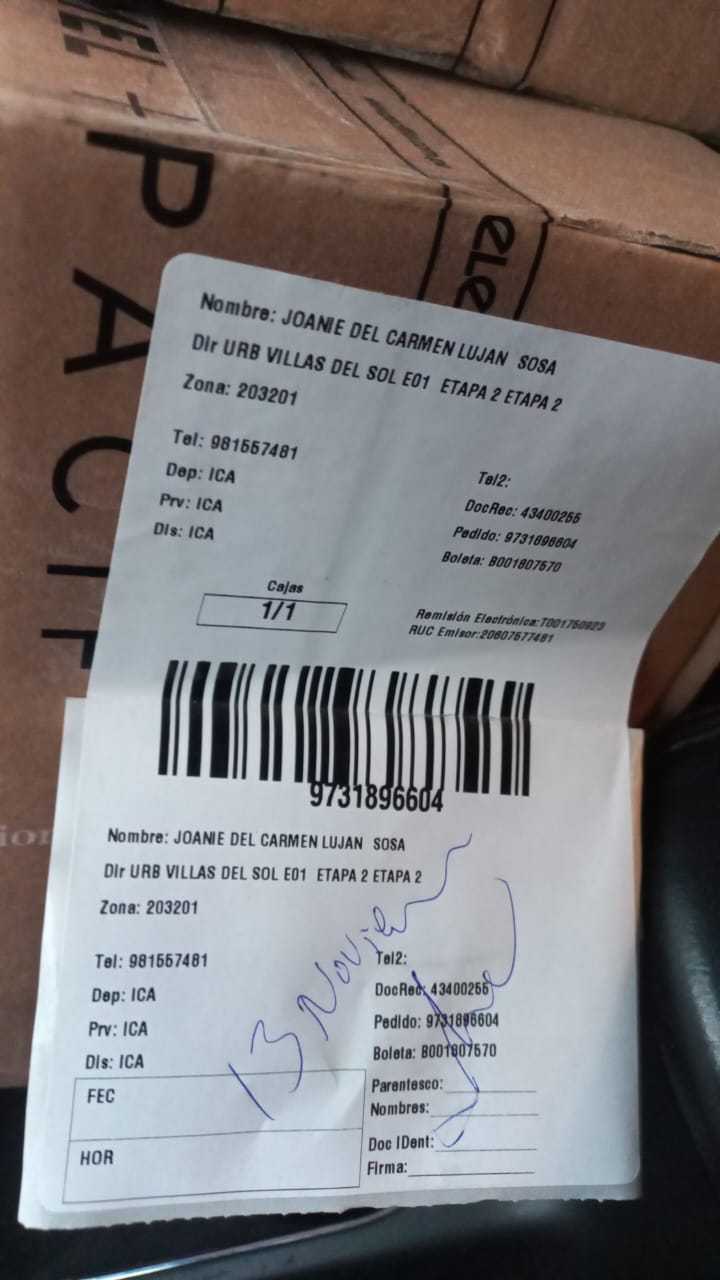 VEL - PACIF
ele
Nombre: JOANIE DEL CARMEN LUJAN SOSA
Dir URB VILLAS DEL SOL E01 ETAPA 2 ETAPA 2
Zona: 203201
Tel: 981557481
Tel2:
Dep: ICA
DocRec: 43400255
Prv: ICA
Pedido: 9731896604
Dis: ICA
Boleta: B001807570
Cajas
1/1
Remisión Electrónica:T001750923
RUC Emisor:20607577481
9731896604
Nombre: JOANIE DEL CARMEN LUJAN SOSA
Dir URB VILLAS DEL SOL E01 ETAPA 2 ETAPA 2
Zona: 203201
Tel: 981557481
Tel2:
Dep: ICA
DocRec: 43400255
Prv: ICA
Pedido: 9731896604
Dis: ICA
Boleta: B001807570
13
FEC
Parentesco:
Nombres:
HOR
Doc IDent:
Firma: